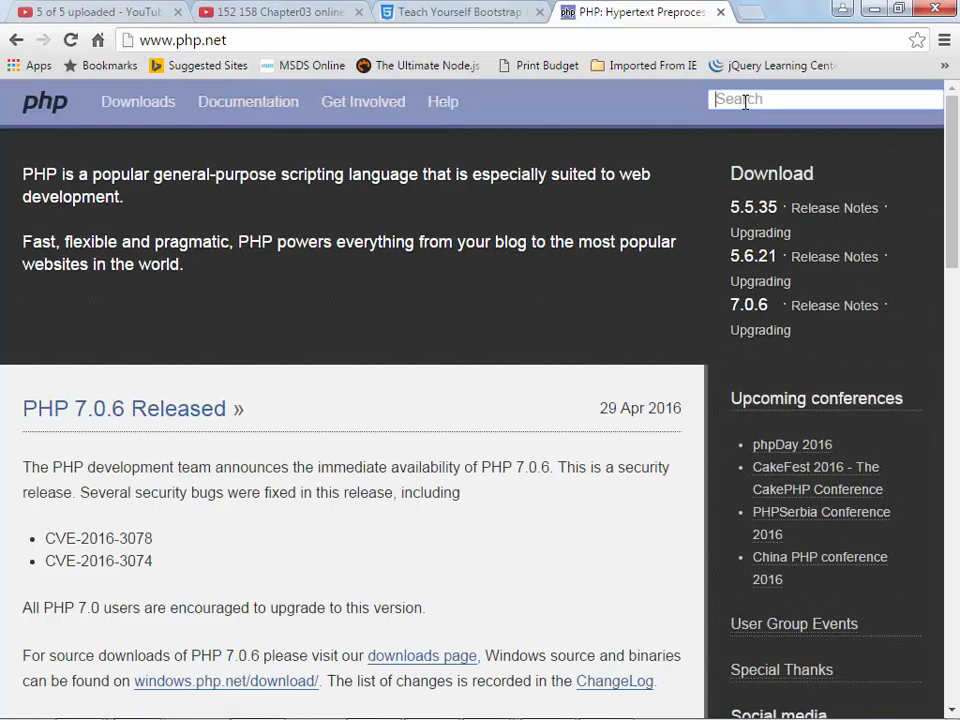 5 of 5 uploaded - YouTu
152 158 Chapter03 online
Teach Yourself Bootstrap
PHP: Hypertext Preproces
www.php.net
Apps
Bookmarks
Suggested Sites
MSDS Online
The Ultimate Node.js
Print Budget
Imported From IE
jQuery Learning Cente
»
php
Downloads
Documentation
Get Involved
Help
Search
PHP is a popular general-purpose scripting language that is especially suited to web
development.
Fast, flexible and pragmatic, PHP powers everything from your blog to the most popular
websites in the world.
Download
5.5.35 · Release Notes ·
Upgrading
5.6.21 · Release Notes ·
Upgrading
7.0.6 · Release Notes ·
Upgrading
PHP 7.0.6 Released »
29 Apr 2016
The PHP development team announces the immediate availability of PHP 7.0.6. This is a security
release. Several security bugs were fixed in this release, including
• CVE-2016-3078
• CVE-2016-3074
All PHP 7.0 users are encouraged to upgrade to this version.
For source downloads of PHP 7.0.6 please visit our downloads page, Windows source and binaries
can be found on windows.php.net/download/. The list of changes is recorded in the ChangeLog.
Upcoming conferences
• phpDay 2016
• CakeFest 2016 - The
CakePHP Conference
• PHPSerbia Conference
2016
• China PHP conference
2016
User Group Events
Special Thanks
Social media